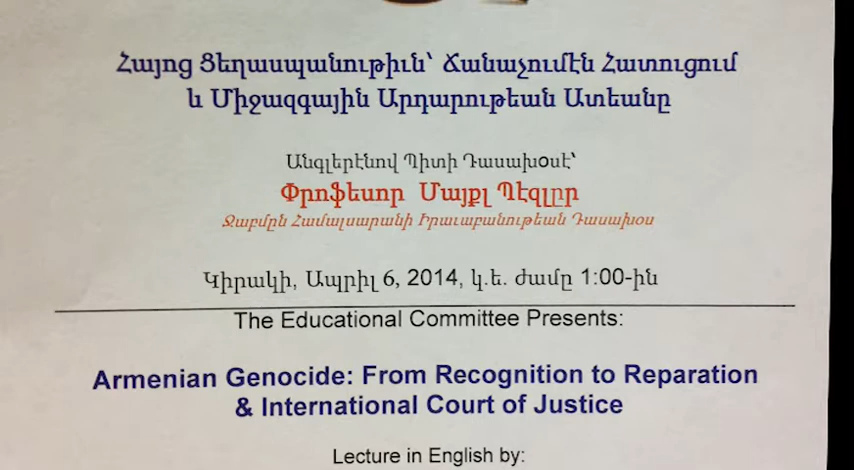 Հայոց Ցեղասպանութիւն՝ Ճանաչումէն Հատուցում
և Միջազգային Արդարութեան Ատեանը
Անգլերէնով Պիտի Դասախօսէ՝
Փրոֆեսոր Մայքլ Պէզլըր
Չաբմըն Համալսարանի Իրաւաբանութեան Դասախօս
Կիրակի, Ապրիլ 6, 2014, կ.ե. ժամը 1:00-ին
The Educational Committee Presents:
Armenian Genocide: From Recognition to Reparation
& International Court of Justice
Lecture in English by: